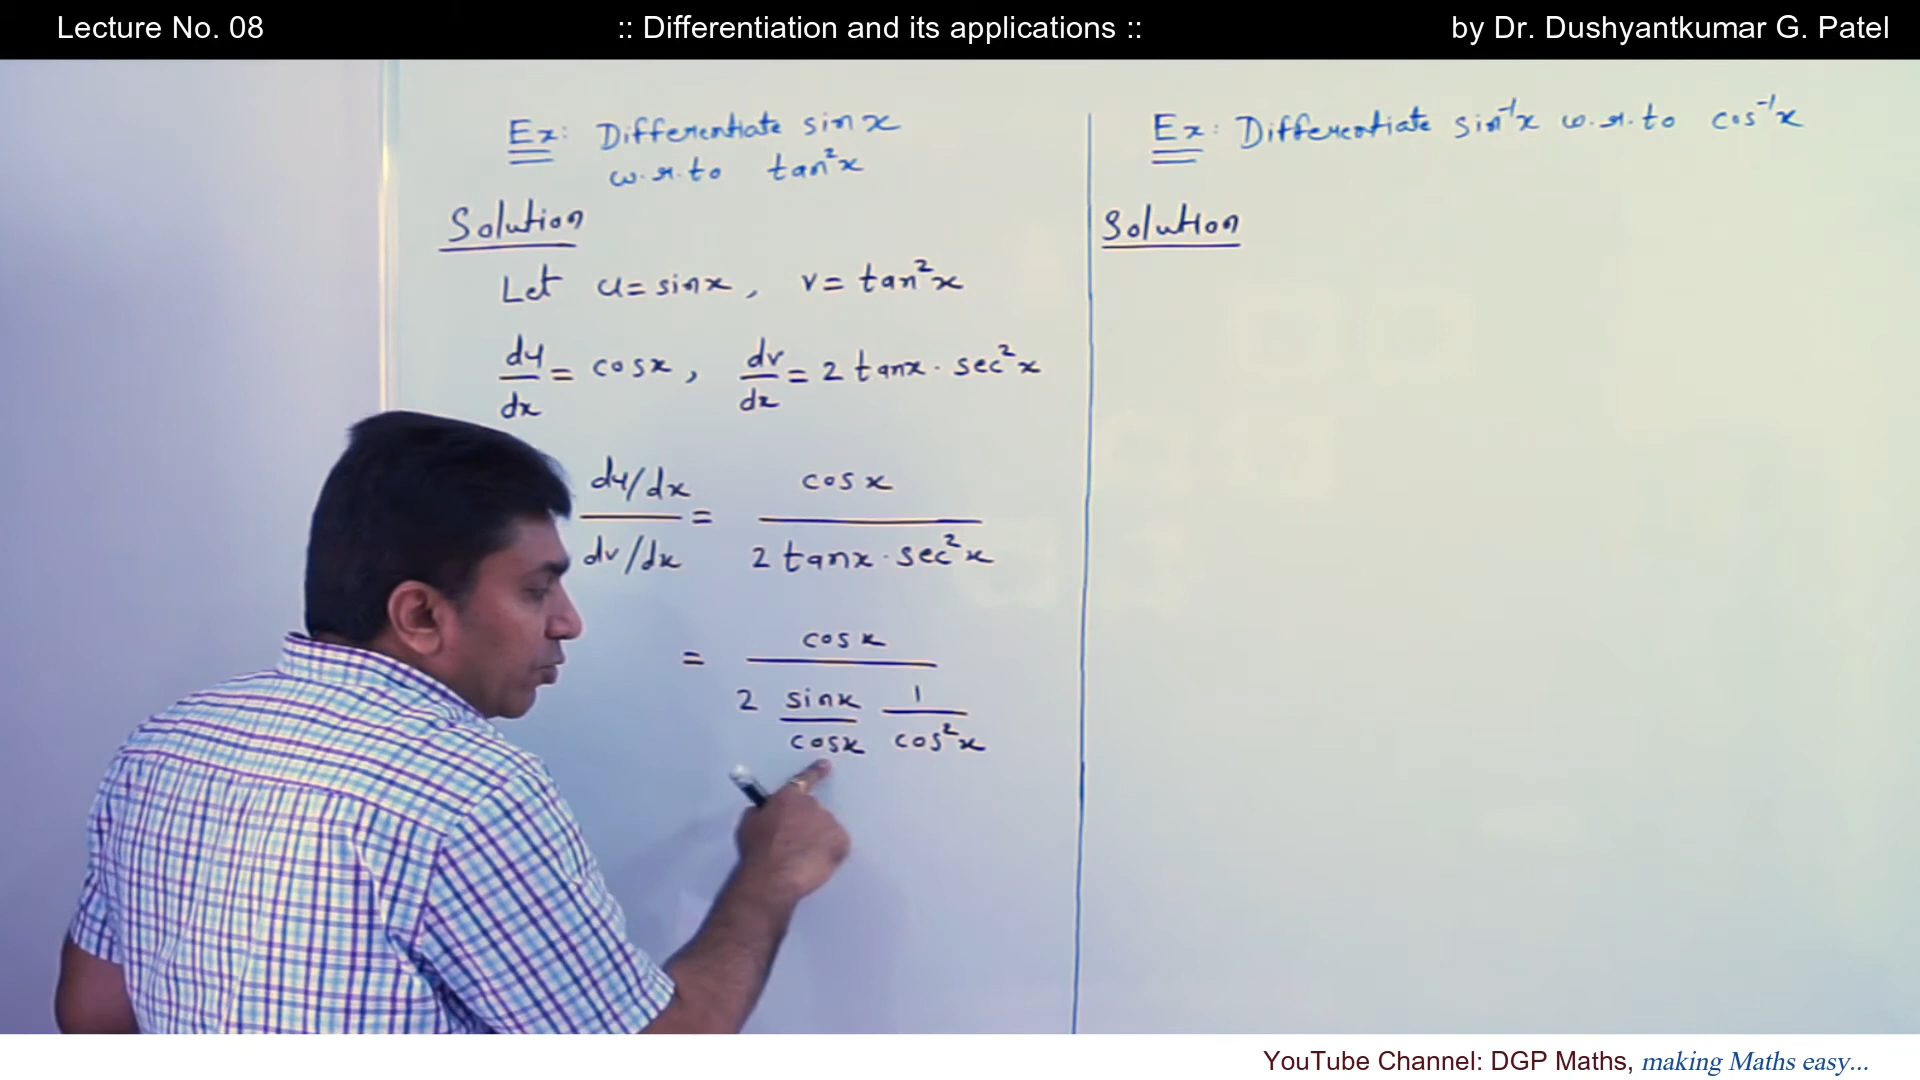 Lecture No. 08
:: Differentiation and its applications ::
by Dr. Dushyantkumar G. Patel
Ex: Differentiate sin x
w.r.to tan²x
Solution
Let u = sin x , v = tan²x
du/dx = cos x , dv/dx = 2 tan x · sec²x
(du/dx)/(dv/dx) = cos x/(2 tan x · sec²x)
= cos x/(2 (sin x/cos x) (1/cos²x))
Ex: Differentiate sin⁻¹x w.r.to cos⁻¹x
Solution
YouTube Channel: DGP Maths, making Maths easy...